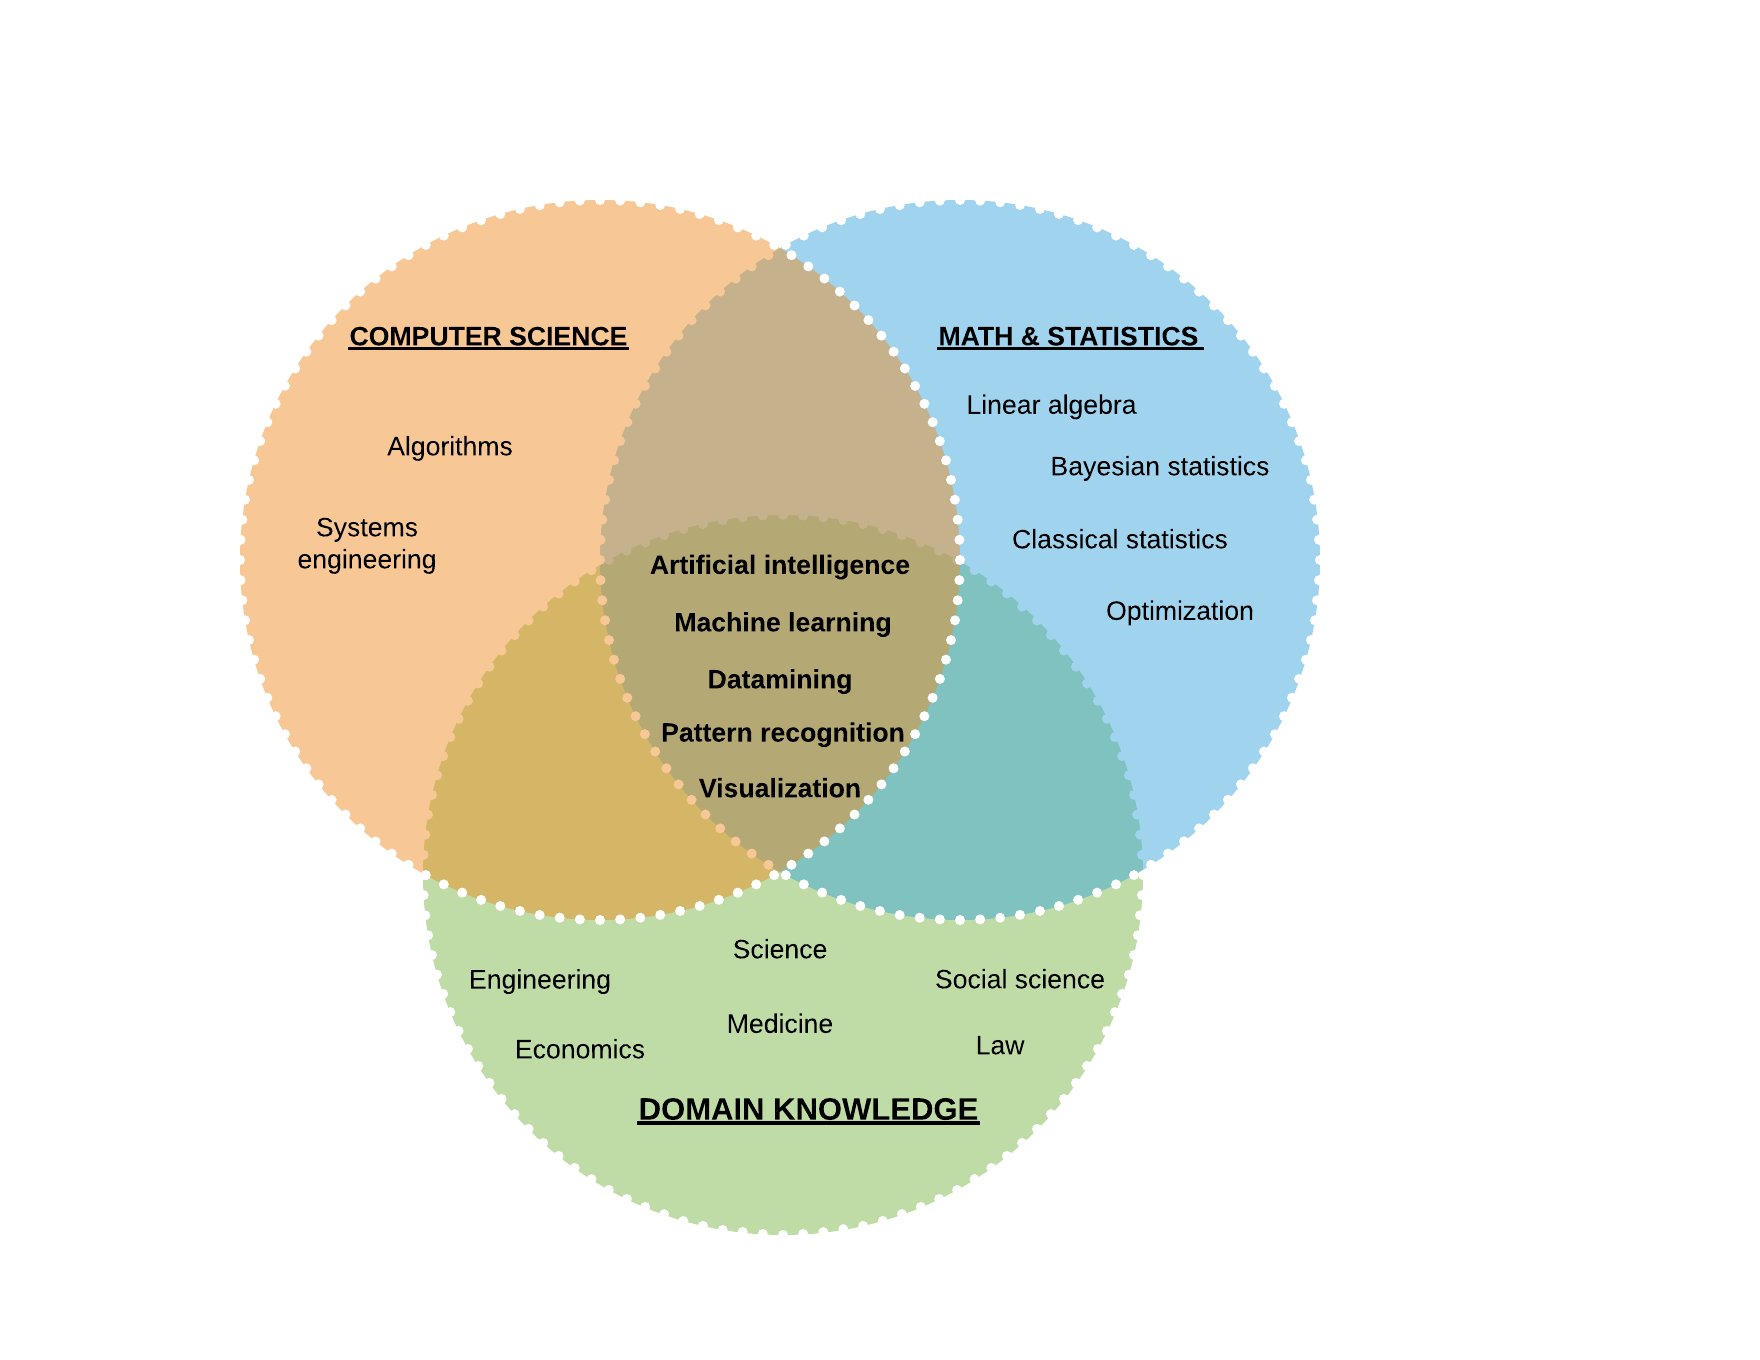 COMPUTER SCIENCE
Algorithms
Systems
engineering
MATH & STATISTICS
Linear algebra
Bayesian statistics
Classical statistics
Optimization
Artificial intelligence
Machine learning
Datamining
Pattern recognition
Visualization
Science
Engineering
Social science
Medicine
Economics
Law
DOMAIN KNOWLEDGE